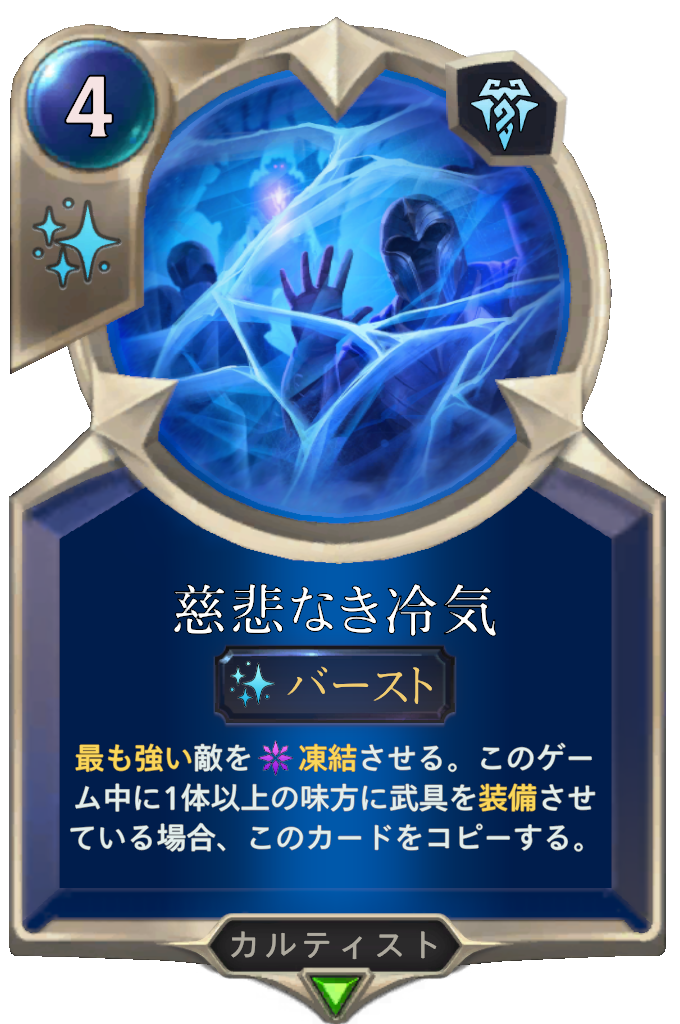 4
慈悲なき冷気
バースト
最も強い敵を凍結させる。このゲー
ム中に1体以上の味方に武具を装備させ
ている場合、このカードをコピーする。
カルティスト